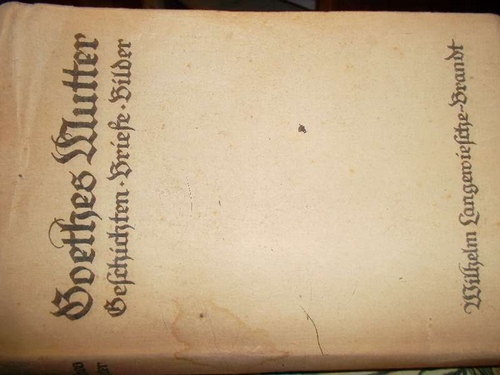 Goethes Mutter
Geschichten · Briefe · Bilder
Wilhelm Langewiesche-Brandt